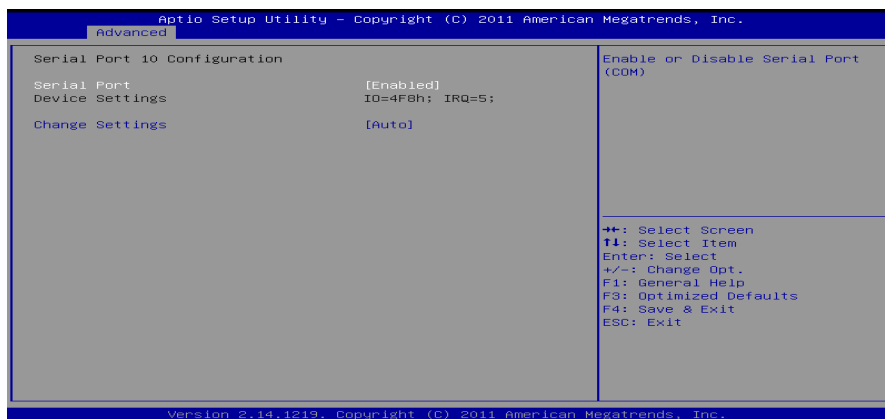 Aptio Setup Utility – Copyright (C) 2011 American Megatrends, Inc.
Advanced
Serial Port 10 Configuration
Serial Port [Enabled]
Device Settings IO=4F8h; IRQ=5;
Change Settings [Auto]
Enable or Disable Serial Port
(COM)
→←: Select Screen
↑↓: Select Item
Enter: Select
+/-: Change Opt.
F1: General Help
F3: Optimized Defaults
F4: Save & Exit
ESC: Exit
Version 2.14.1219. Copyright (C) 2011 American Megatrends, Inc.